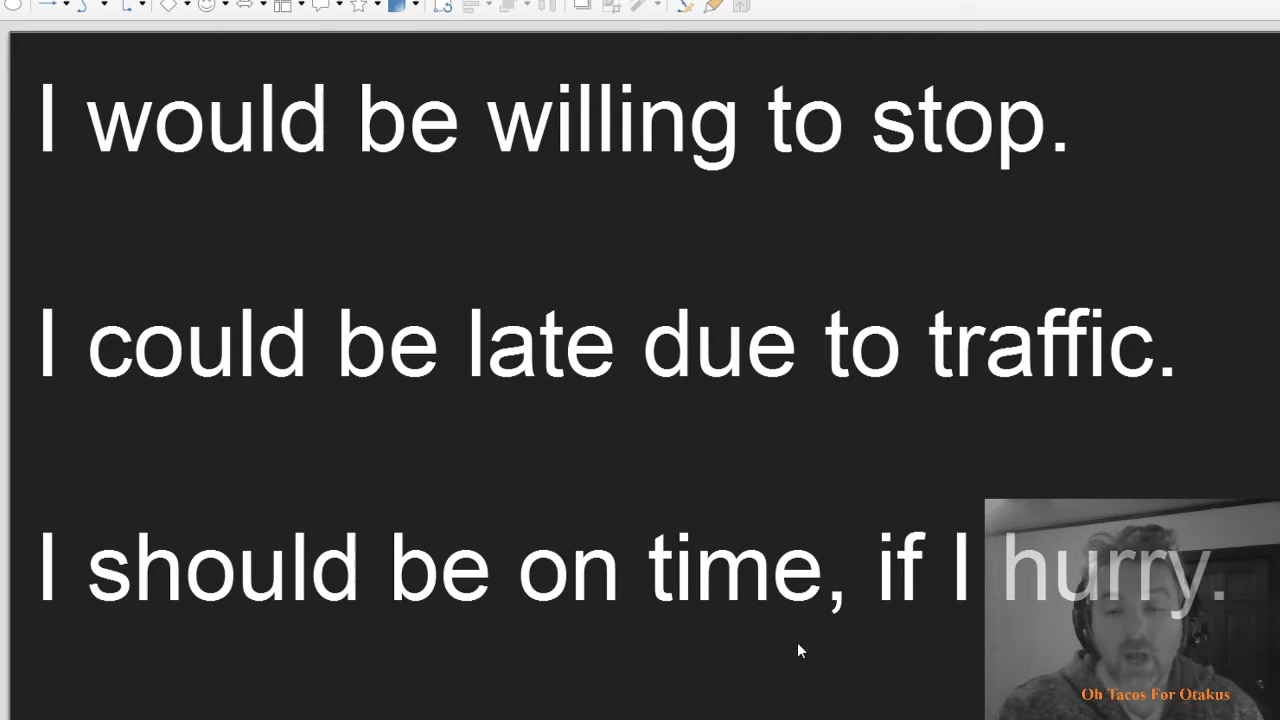 I would be willing to stop.
I could be late due to traffic.
I should be on time, if I hurry.
Oh Tacos For Otakus